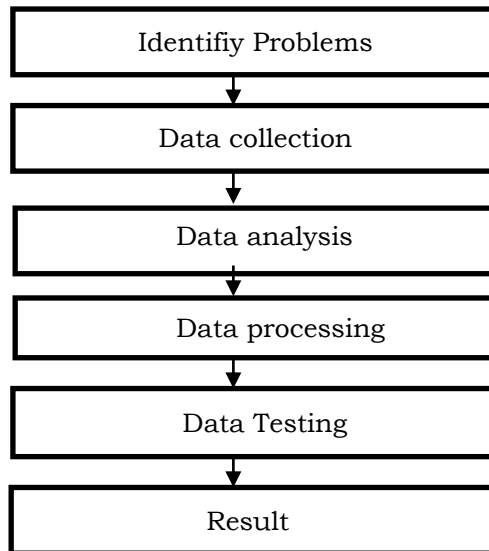 Identifiy Problems
Data collection
Data analysis
Data processing
Data Testing
Result